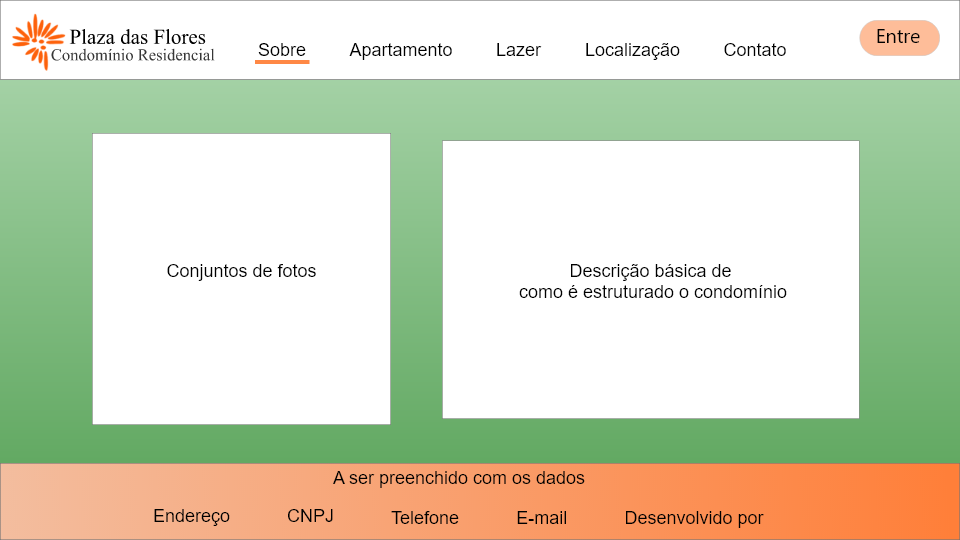 Plaza das Flores
Condomínio Residencial
Sobre
Apartamento
Lazer
Localização
Contato
Entre
Conjuntos de fotos
Descrição básica de
como é estruturado o condomínio
A ser preenchido com os dados
Endereço
CNPJ
Telefone
E-mail
Desenvolvido por